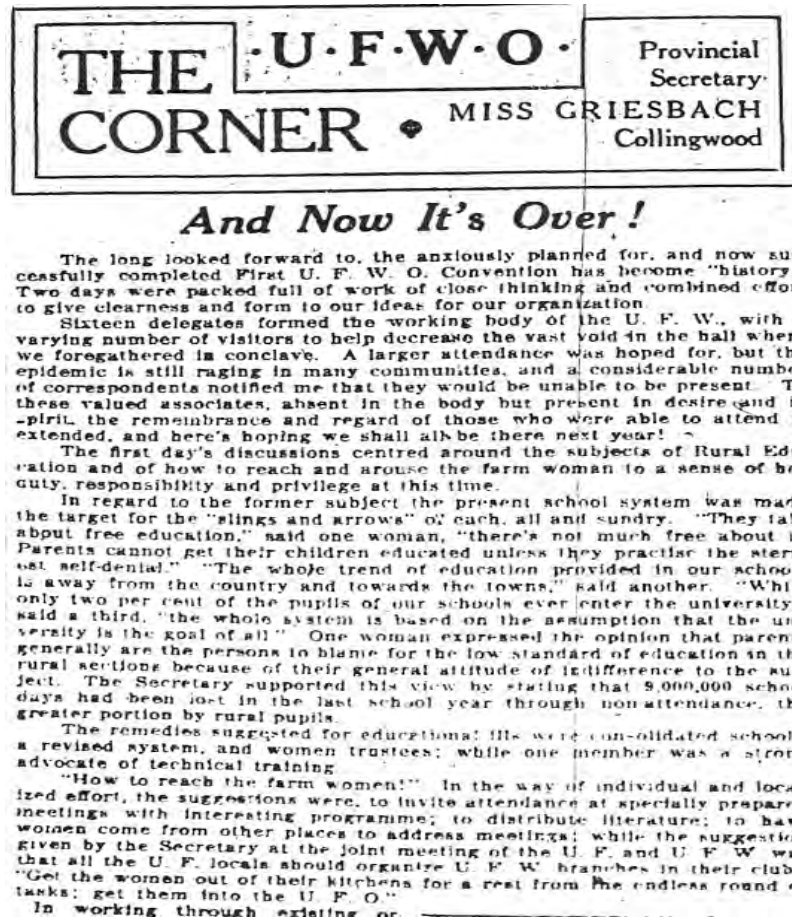 THE
CORNER
·U·F·W·O·
Provincial
Secretary·
MISS GRIESBACH
Collingwood
And Now It's Over!
The long looked forward to, the anxiously planned for, and now su
cessfully completed First U. F. W. O. Convention has become "history
Two days were packed full of work of close thinking and combined effor
to give clearness and form to our ideas for our organization.
Sixteen delegates formed the working body of the U. F. W., with
varying number of visitors to help decrease the vast void in the hall wher
we foregathered in conclave. A larger attendance was hoped for, but th
epidemic is still raging in many communities, and a considerable numbe
of correspondents notified me that they would be unable to be present. T
these valued associates, absent in the body but present in desire and i
spirit, the remembrance and regard of those who were able to attend
extended, and here's hoping we shall all be there next year!
The first day's discussions centred around the subjects of Rural Edu
cation and of how to reach and arouse the farm woman to a sense of he
duty, responsibility and privilege at this time.
In regard to the former subject the present school system was mad
the target for the "slings and arrows" of each, all and sundry. "They tal
about free education," said one woman, "there's not much free about i
Parents cannot get their children educated unless they practise the stern
est self-denial." "The whole trend of education provided in our school
is away from the country and towards the towns," said another. "Whil
only two per cent of the pupils of our schools ever enter the university
said a third, "the whole system is based on the assumption that the un
versity is the goal of all" One woman expressed the opinion that paren
generally are the persons to blame for the low standard of education in th
rural sections because of their general attitude of indifference to the su
ject. The Secretary supported this view by stating that 9,000,000 scho
days had been lost in the last school year through non attendance, th
greater portion by rural pupils.
The remedies suggested for educational ills were consolidated school
a revised system, and women trustees; while one member was a stron
advocate of technical training
"How to reach the farm women!" In the way of individual and loca
ized effort, the suggestions were, to invite attendance at specially prepare
meetings with interesting programme; to distribute literature; to hav
women come from other places to address meetings; while the suggestio
given by the Secretary at the joint meeting of the U. F. and U F W w
that all the U. F. locals should organize U. F. W. branches in their club
"Get the women out of their kitchens for a rest from the endless round o
tasks; get them into the U. F. O."
In working through existing or